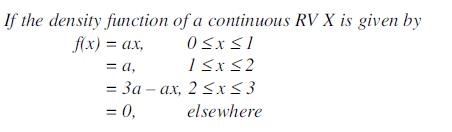 If the density function of a continuous RV X is given by
f(x) = ax, 0 ≤ x ≤ 1
= a, 1 ≤ x ≤ 2
= 3a – ax, 2 ≤ x ≤ 3
= 0, elsewhere